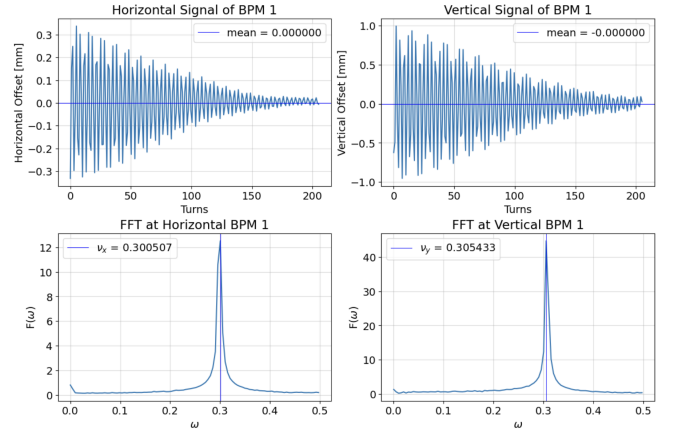 Horizontal Signal of BPM 1
mean = 0.000000
Horizontal Offset [mm]
0.3
0.2
0.1
0.0
−0.1
−0.2
−0.3
0 50 100 150 200
Turns
Vertical Signal of BPM 1
mean = -0.000000
Vertical Offset [mm]
1.0
0.5
0.0
−0.5
−1.0
0 50 100 150 200
Turns
FFT at Horizontal BPM 1
νx = 0.300507
F(ω)
12
10
8
6
4
2
0
0.0 0.1 0.2 0.3 0.4 0.5
ω
FFT at Vertical BPM 1
νy = 0.305433
F(ω)
40
30
20
10
0
0.0 0.1 0.2 0.3 0.4 0.5
ω